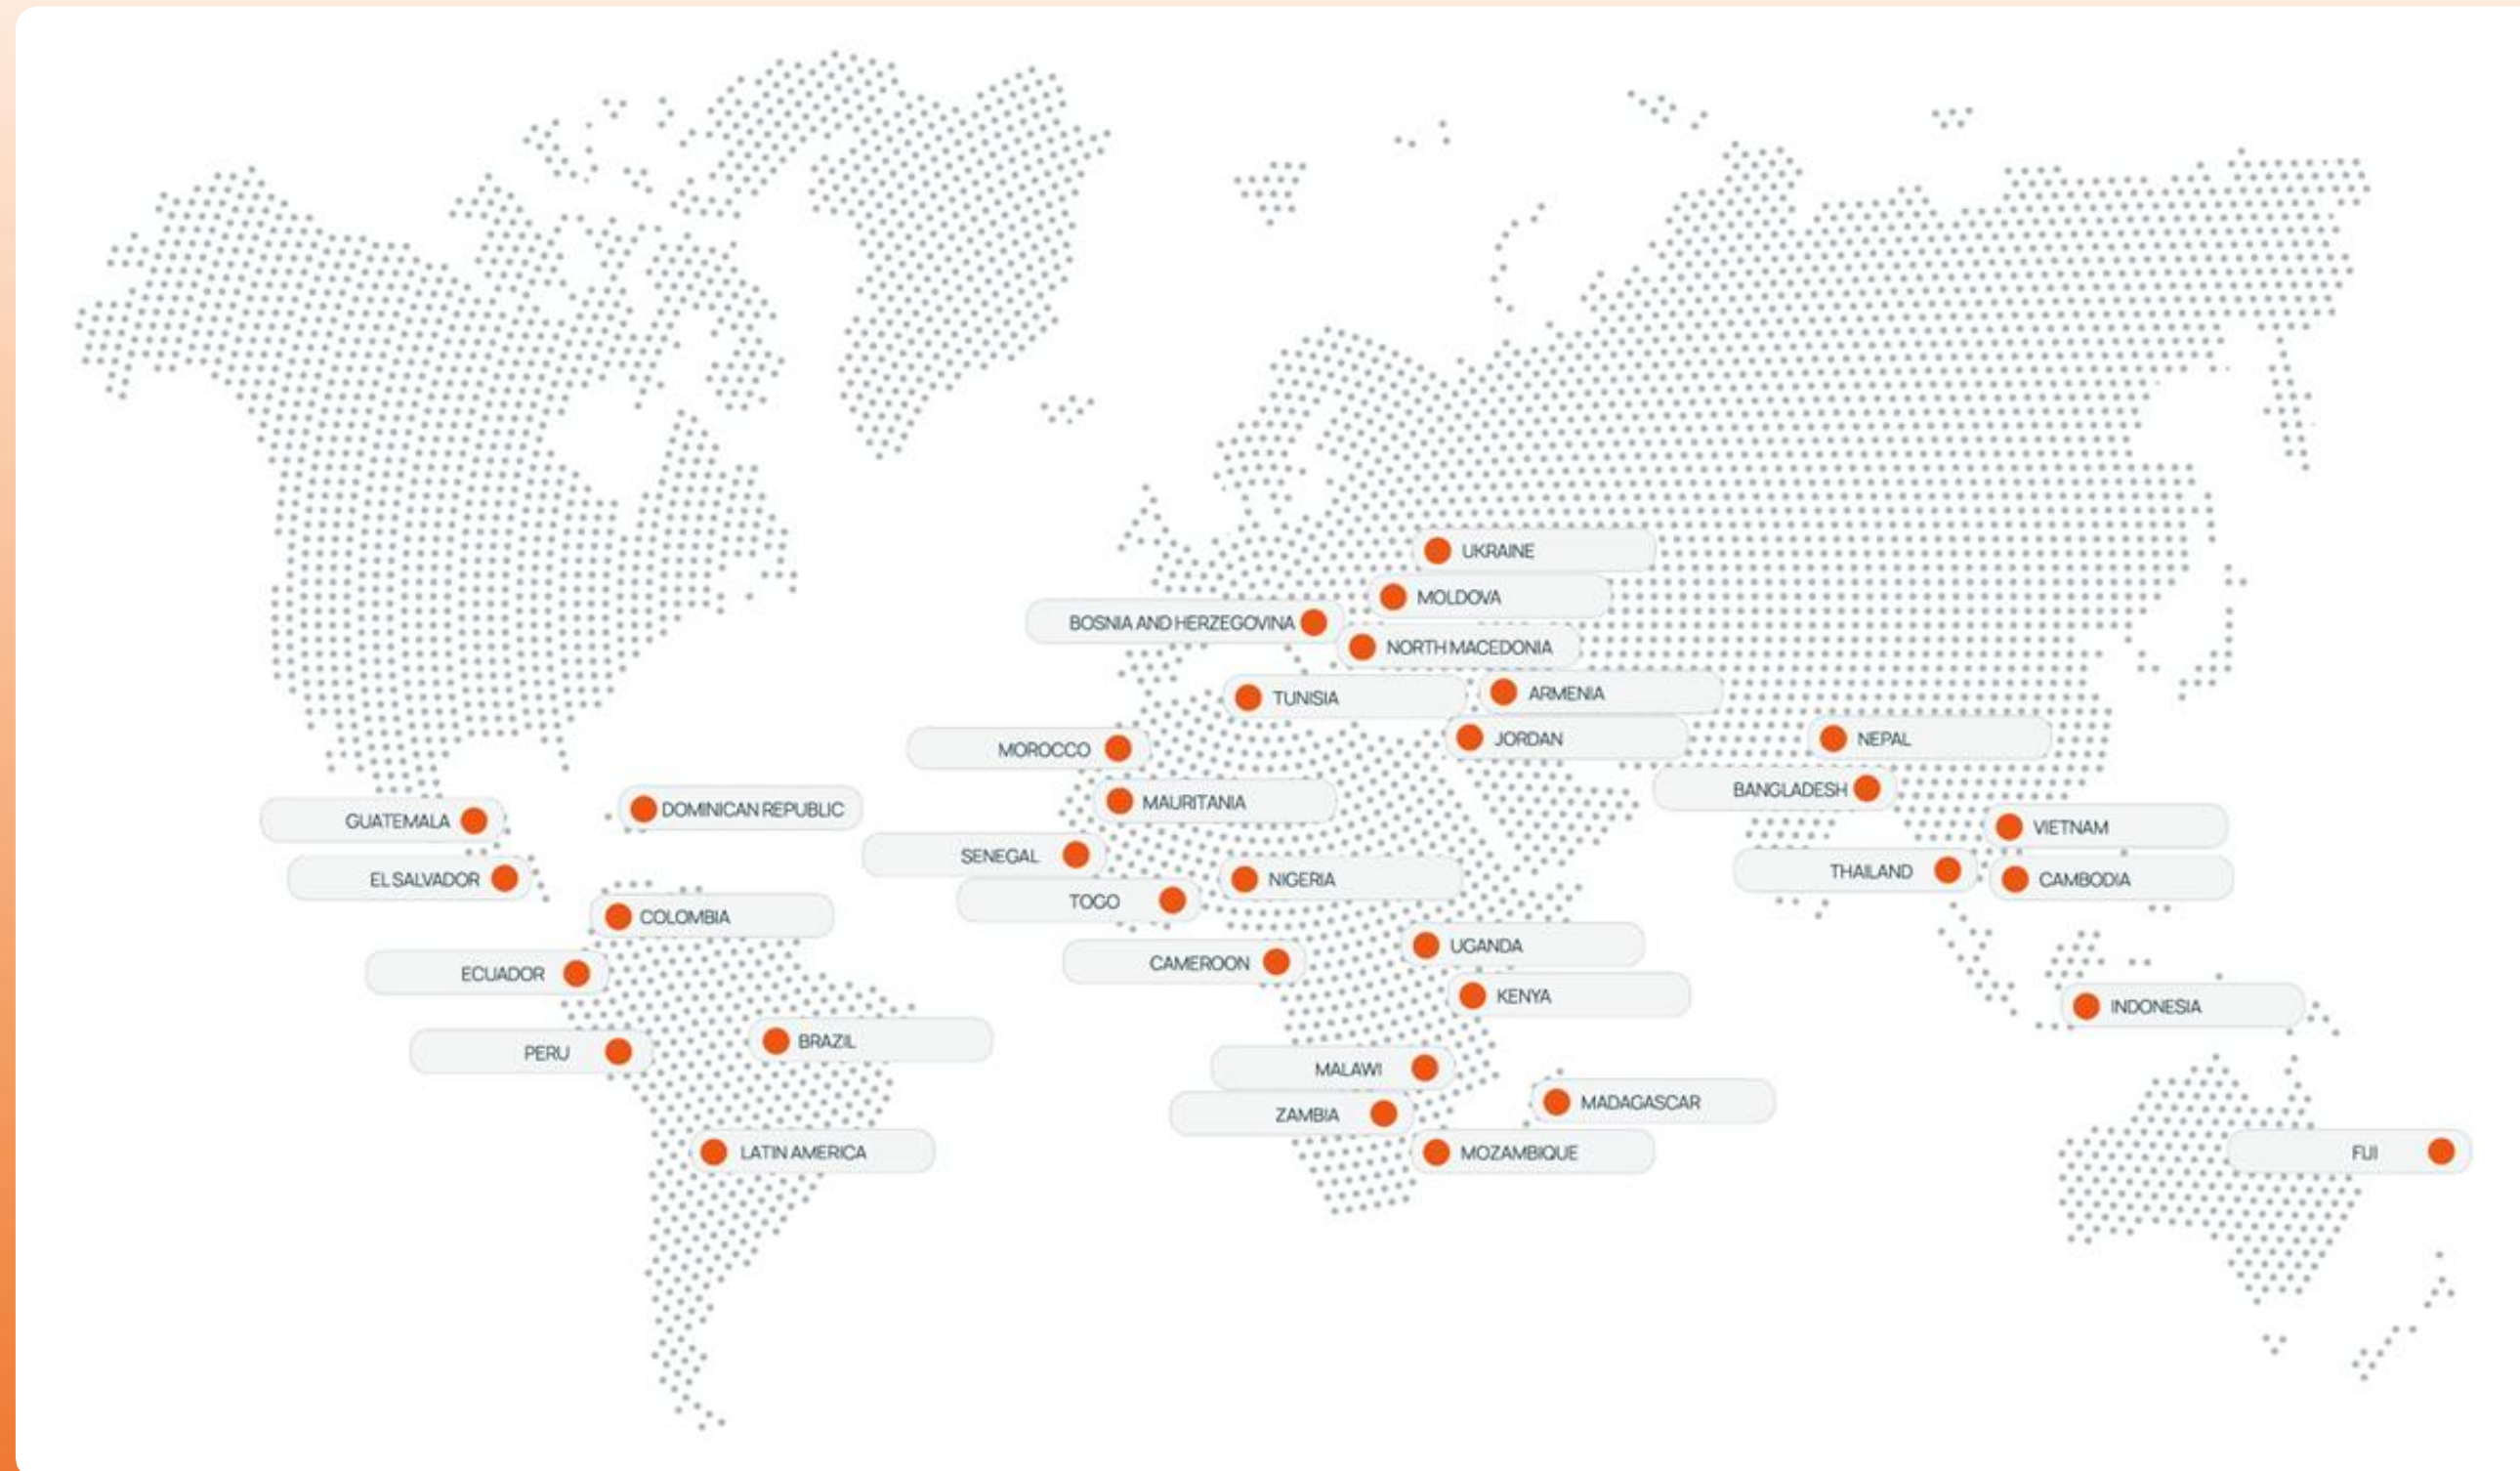 UKRAINE
MOLDOVA
BOSNIA AND HERZEGOVINA
NORTH MACEDONIA
TUNISIA
ARMENIA
MOROCCO
JORDAN
NEPAL
BANGLADESH
MAURITANIA
GUATEMALA
DOMINICAN REPUBLIC
VIETNAM
SENEGAL
THAILAND
EL SALVADOR
NIGERIA
CAMBODIA
TOGO
COLOMBIA
UGANDA
CAMEROON
ECUADOR
KENYA
INDONESIA
BRAZIL
PERU
MALAWI
MADAGASCAR
ZAMBIA
LATIN AMERICA
MOZAMBIQUE
FIJI